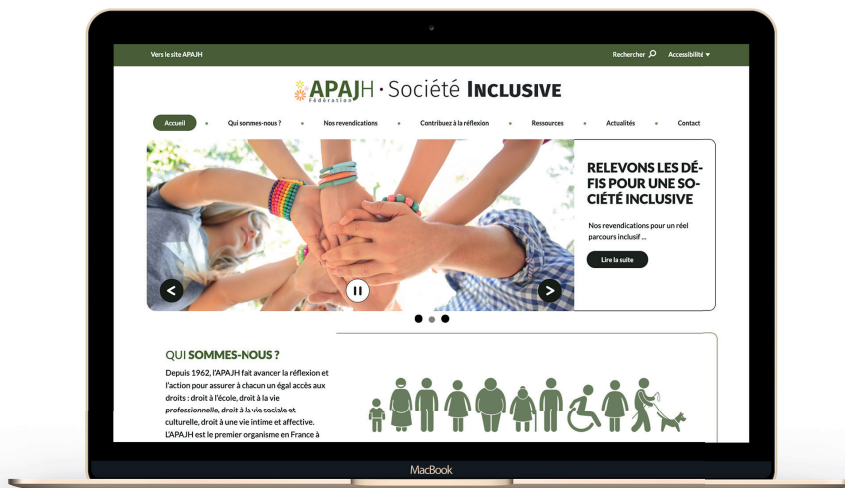 Vers le site APAJH
Rechercher
Accessibilité
APAJH · Société INCLUSIVE
Fédération
Accueil
Qui sommes-nous ?
Nos revendications
Contribuez à la réflexion
Ressources
Actualités
Contact
RELEVONS LES DÉ-
FIS POUR UNE SO-
CIÉTÉ INCLUSIVE
Nos revendications pour un réel
parcours inclusif ...
Lire la suite
QUI SOMMES-NOUS ?
Depuis 1962, l'APAJH fait avancer la réflexion et
l'action pour assurer à chacun un égal accès aux
droits : droit à l'école, droit à la vie
professionnelle, droit à la vie sociale et
culturelle, droit à une vie intime et affective.
L'APAJH est le premier organisme en France à
MacBook